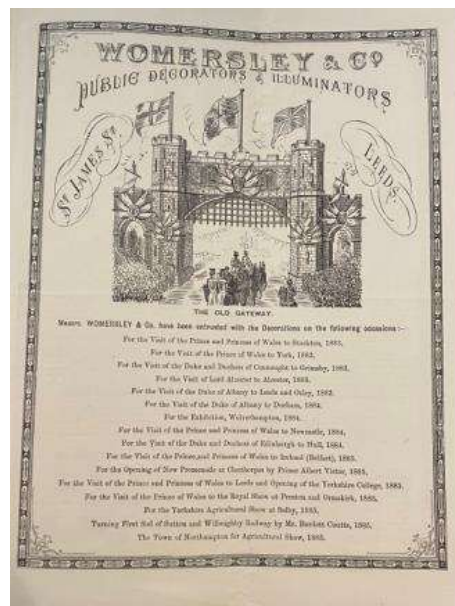 WOMERSLEY & Co
PUBLIC DECORATORS & ILLUMINATORS
St JAMES St
LEEDS.
THE OLD GATEWAY.
Messrs. WOMERSLEY & Co. have been entrusted with the Decorations on the following occasions:—
For the Visit of the Prince and Princess of Wales to Stockton, 1883.
For the Visit of the Prince of Wales to York, 1883.
For the Visit of the Duke and Duchess of Connaught to Grimsby, 1883.
For the Visit of Lord Alcester to Alcester, 1883.
For the Visit of the Duke of Albany to Leeds and Otley, 1882.
For the Visit of the Duke of Albany to Durham, 1884.
For the Exhibition, Wolverhampton, 1884.
For the Visit of the Prince and Princess of Wales to Newcastle, 1884.
For the Visit of the Duke and Duchess of Edinburgh to Hull, 1884.
For the Visit of the Prince and Princess of Wales to Ireland (Belfast), 1885.
For the Opening of New Promenade at Cleethorpes by Prince Albert Victor, 1885.
For the Visit of the Prince and Princess of Wales to Leeds and Opening of the Yorkshire College, 1885.
For the Visit of the Prince of Wales to the Royal Show at Preston and Ormskirk, 1885.
For the Yorkshire Agricultural Show at Selby, 1885.
Turning First Sod of Sutton and Willoughby Railway by Mr. Burdett Coutts, 1885.
The Town of Northampton for Agricultural Show, 1885.